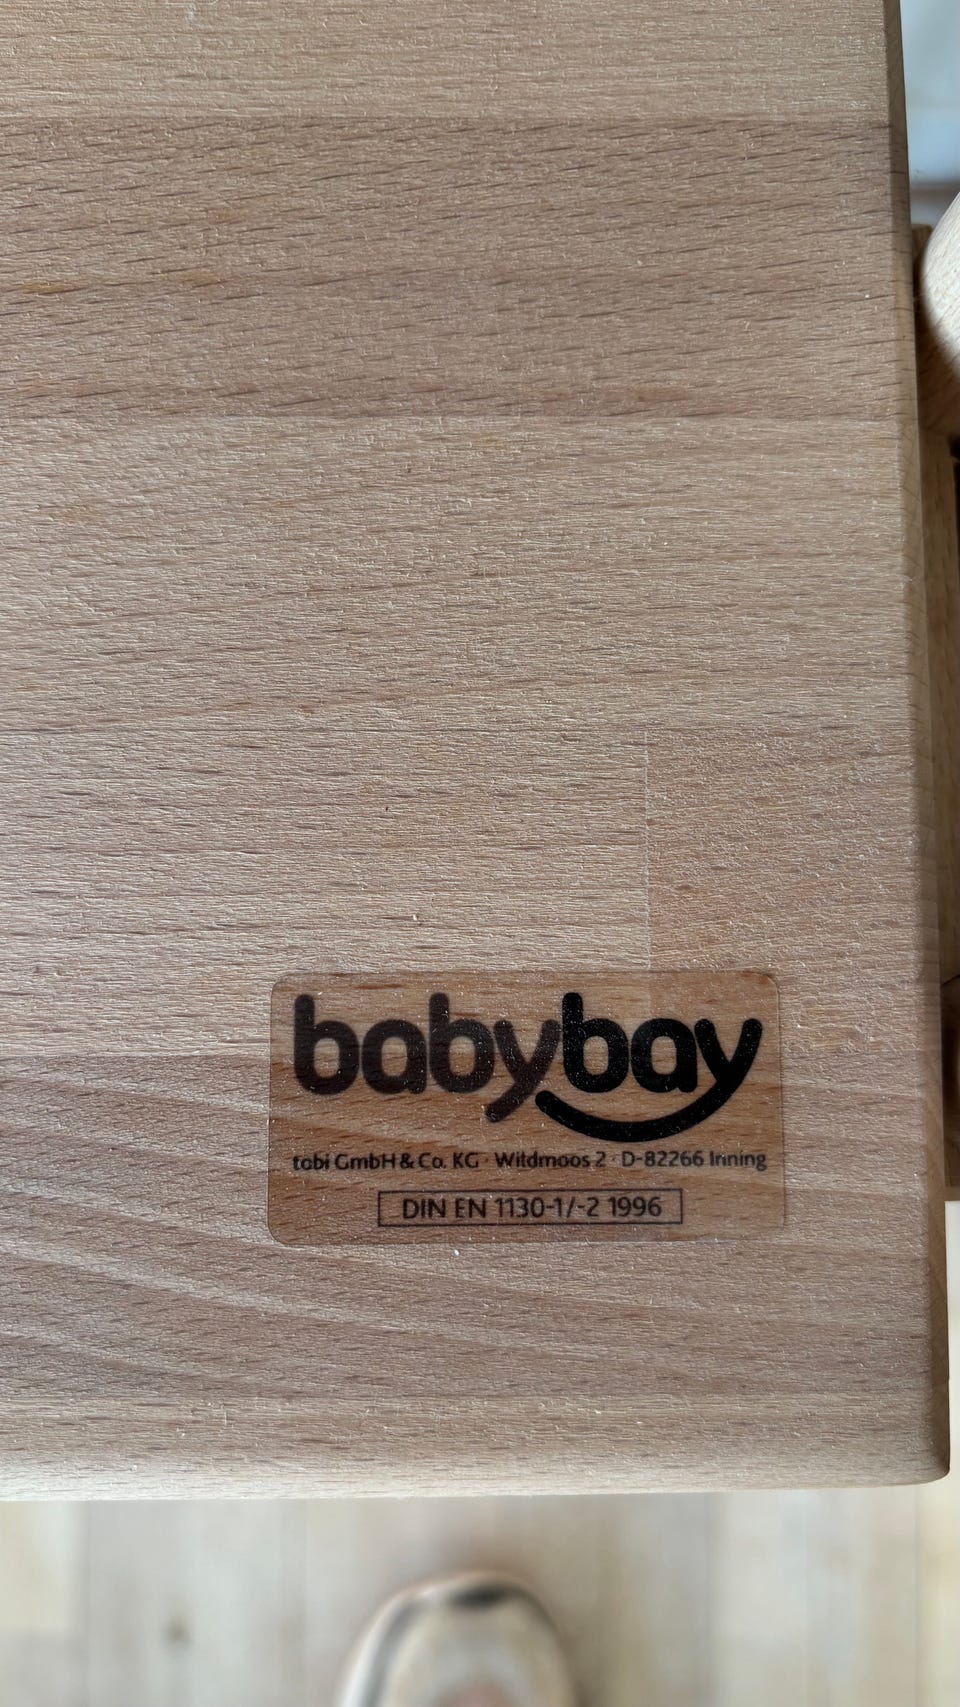 babybay
tobi GmbH & Co. KG · Wildmoos 2 · D-82266 Inning
DIN EN 1130-1/-2 1996